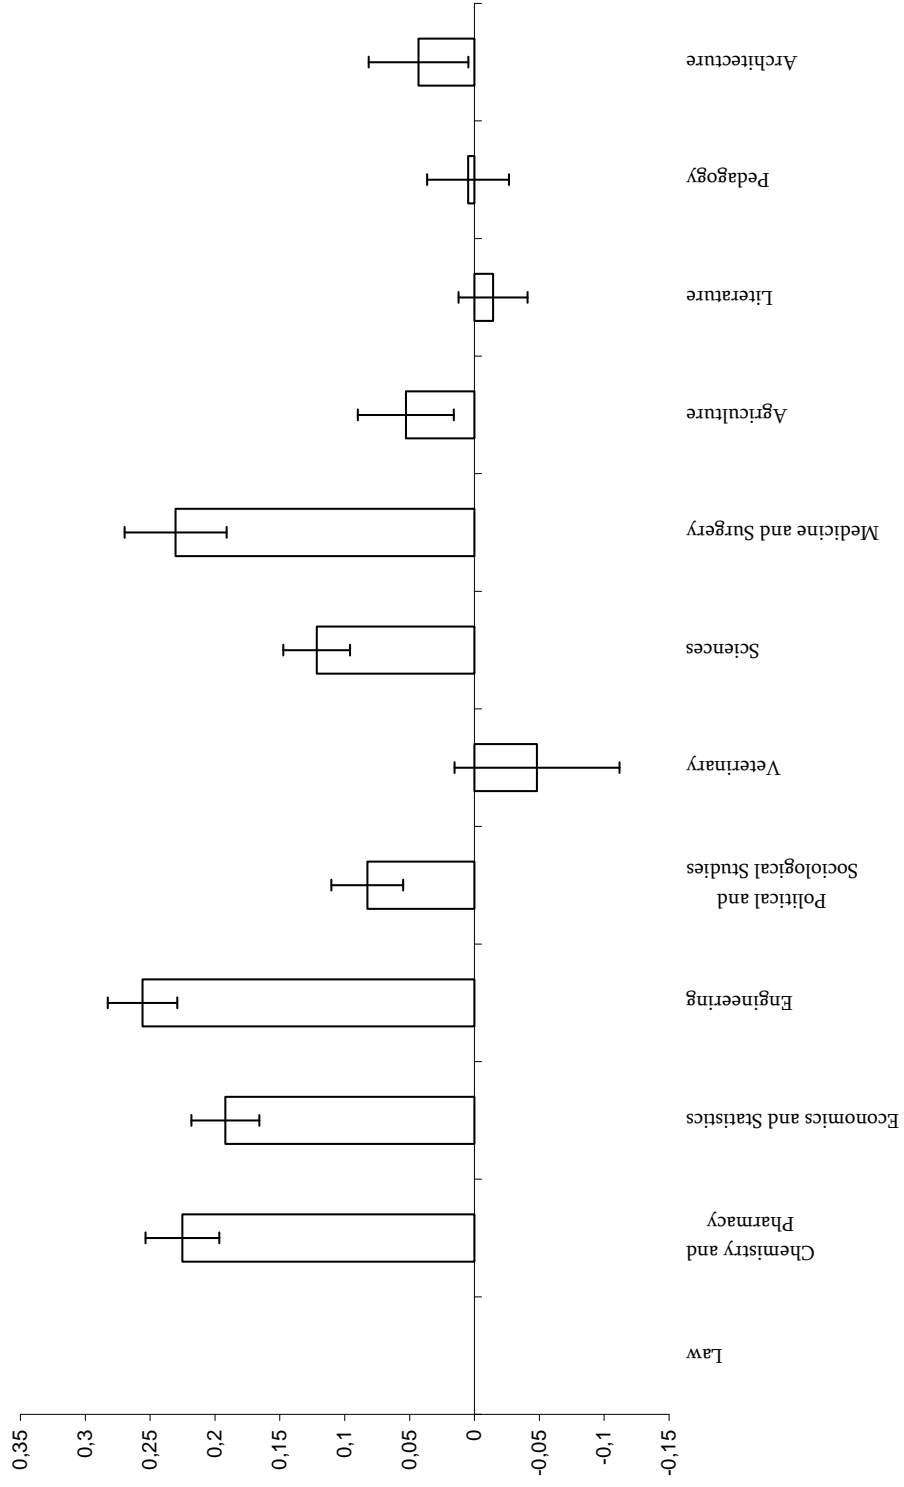 0,35
0,3
0,25
0,2
0,15
0,1
0,05
0
-0,05
-0,1
-0,15
Law
Chemistry and
Pharmacy
Economics and Statistics
Engineering
Political and
Sociological Studies
Veterinary
Sciences
Medicine and Surgery
Agriculture
Literature
Pedagogy
Architecture